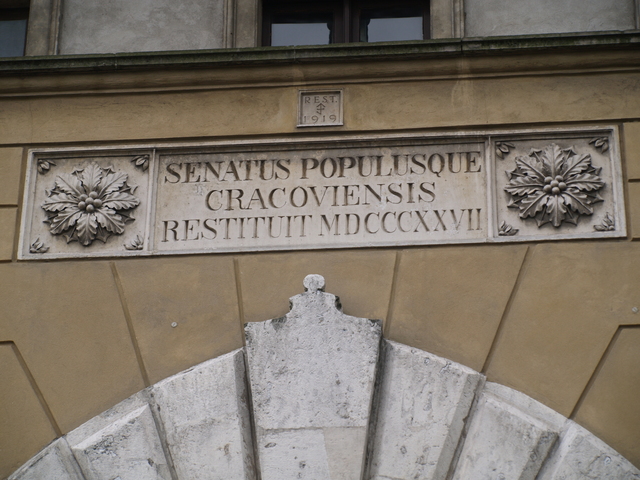 REST.
1919
SENATUS POPULUSQUE
CRACOVIENSIS
RESTITUIT MDCCCXXVII